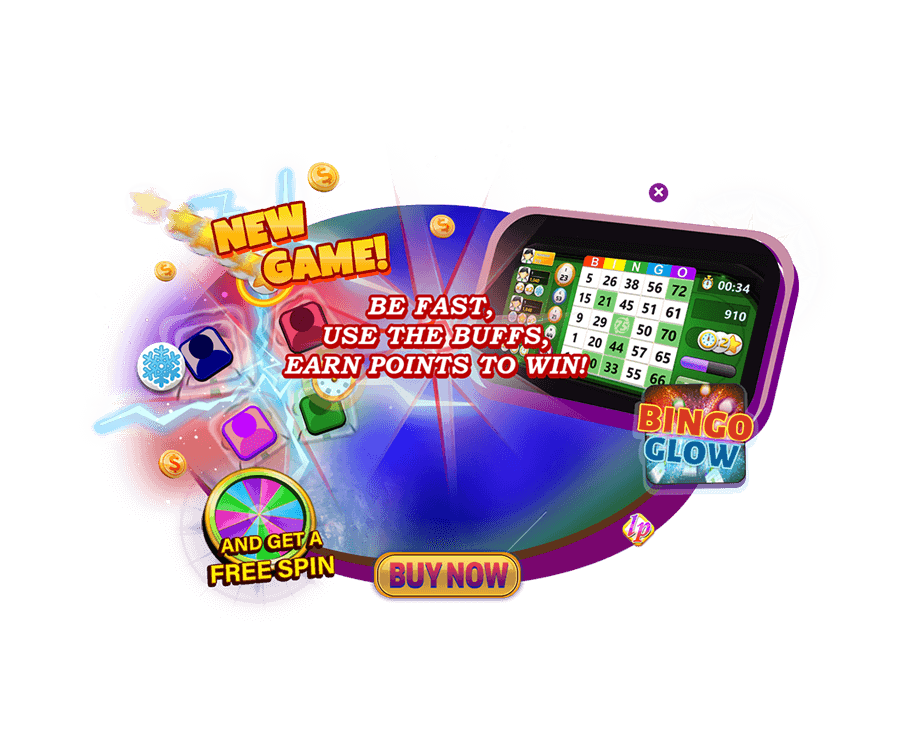 NEW
GAME!
BE FAST,
USE THE BUFFS,
EARN POINTS TO WIN!
B I N G O
5 26 38 56 72
15 21 45 51 61
9 29 50 70
1 20 44 57 65
33 55 66
00:34
910
BINGO
GLOW
AND GET A
FREE SPIN
BUY NOW